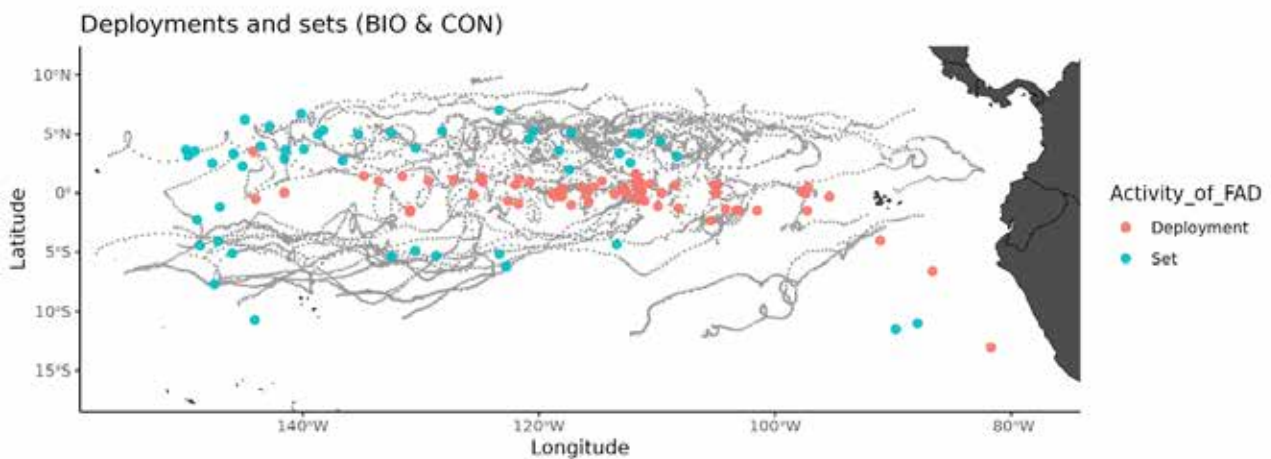 Deployments and sets (BIO & CON)
10°N
5°N
0°
5°S
10°S
15°S
Latitude
140°W
120°W
100°W
80°W
Longitude
Activity_of_FAD
Deployment
Set